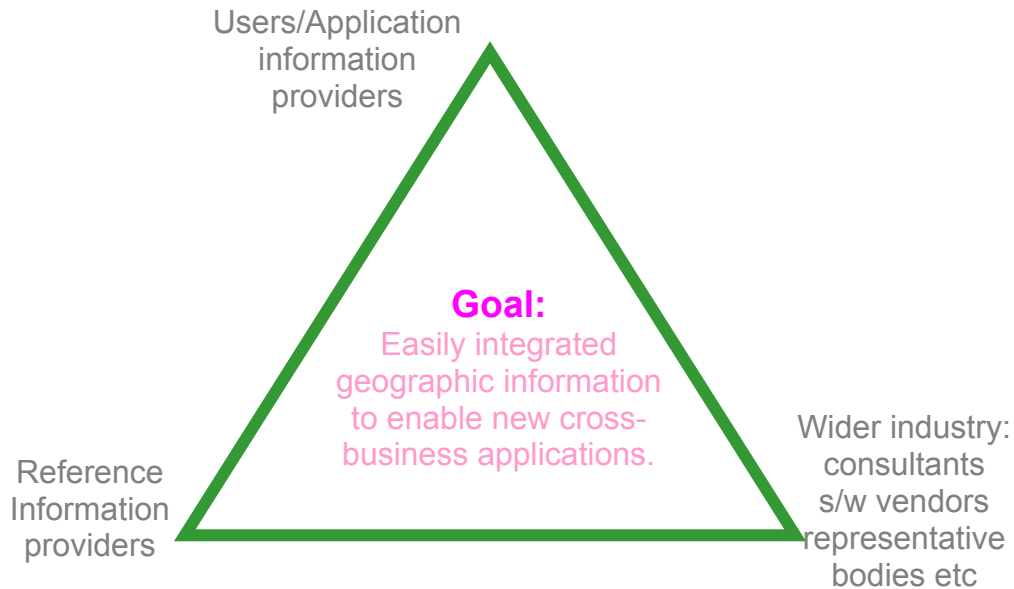 Users/Application
information
providers
Goal:
Easily integrated
geographic information
to enable new cross-
business applications.
Reference
Information
providers
Wider industry:
consultants
s/w vendors
representative
bodies etc